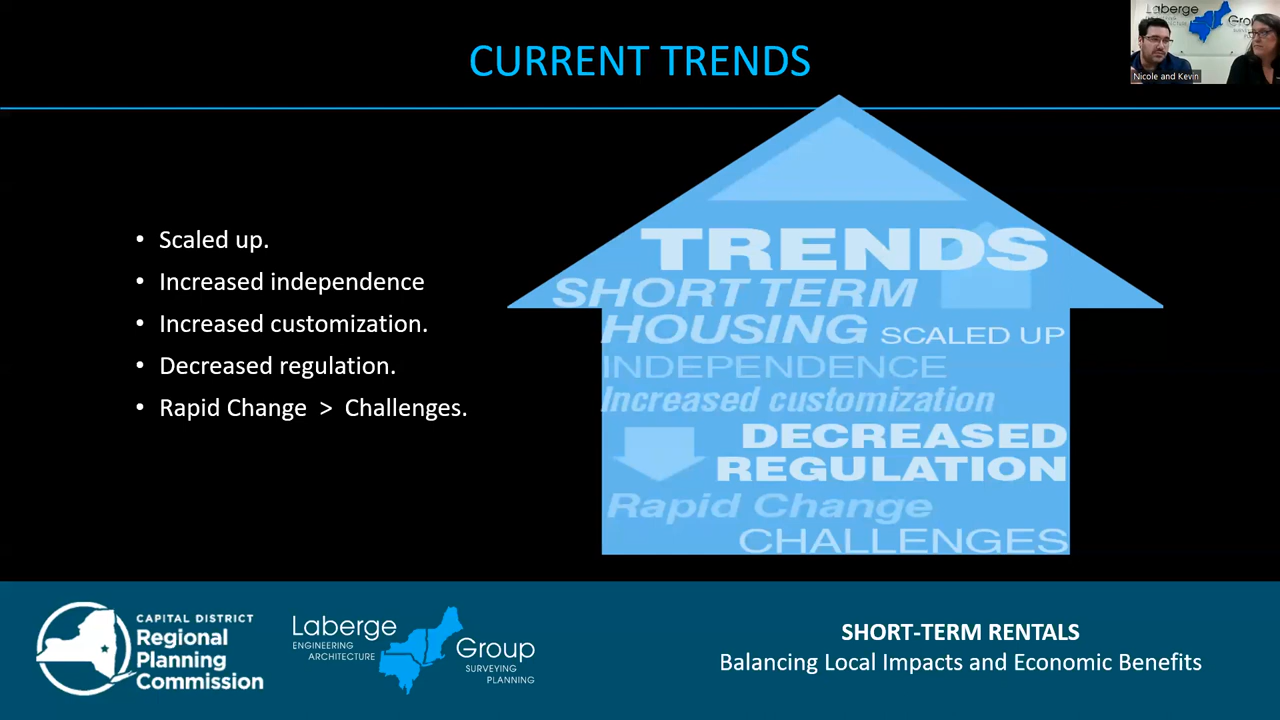 CURRENT TRENDS
Laberge
Nicole and Kevin
• Scaled up.
• Increased independence
• Increased customization.
• Decreased regulation.
• Rapid Change > Challenges.
TRENDS
SHORT TERM
HOUSING SCALED UP
INDEPENDENCE
Increased customization
DECREASED
REGULATION
Rapid Change
CHALLENGES
CAPITAL DISTRICT
Regional
Planning
Commission
Laberge
ENGINEERING
ARCHITECTURE
Group
SURVEYING
PLANNING
SHORT-TERM RENTALS
Balancing Local Impacts and Economic Benefits